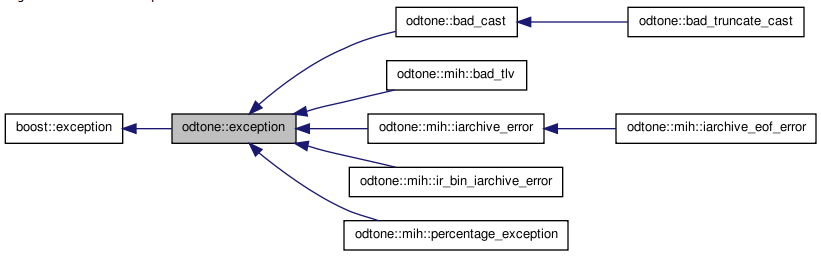 odtone::bad_cast
odtone::bad_truncate_cast
odtone::mih::bad_tlv
boost::exception
odtone::exception
odtone::mih::iarchive_error
odtone::mih::iarchive_eof_error
odtone::mih::ir_bin_iarchive_error
odtone::mih::percentage_exception